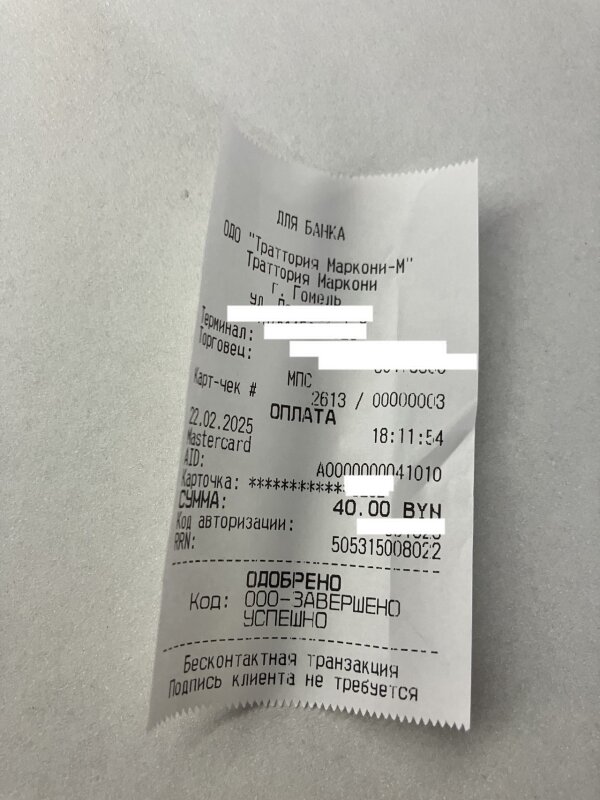 ДЛЯ БАНКА
ОДО "Траттория Маркони-М"
Траттория Маркони
г. Гомель
Терминал:
Торговец:
МПС
Карт-чек # 2613 / 00000003
ОПЛАТА
22.02.2025 18:11:54
Mastercard
AID: A0000000041010
Карточка: ************
СУММА: 40.00 BYN
Код авторизации:
RRN: 505315008022
ОДОБРЕНО
Код: 000-ЗАВЕРШЕНО
УСПЕШНО
Бесконтактная транзакция
Подпись клиента не требуется